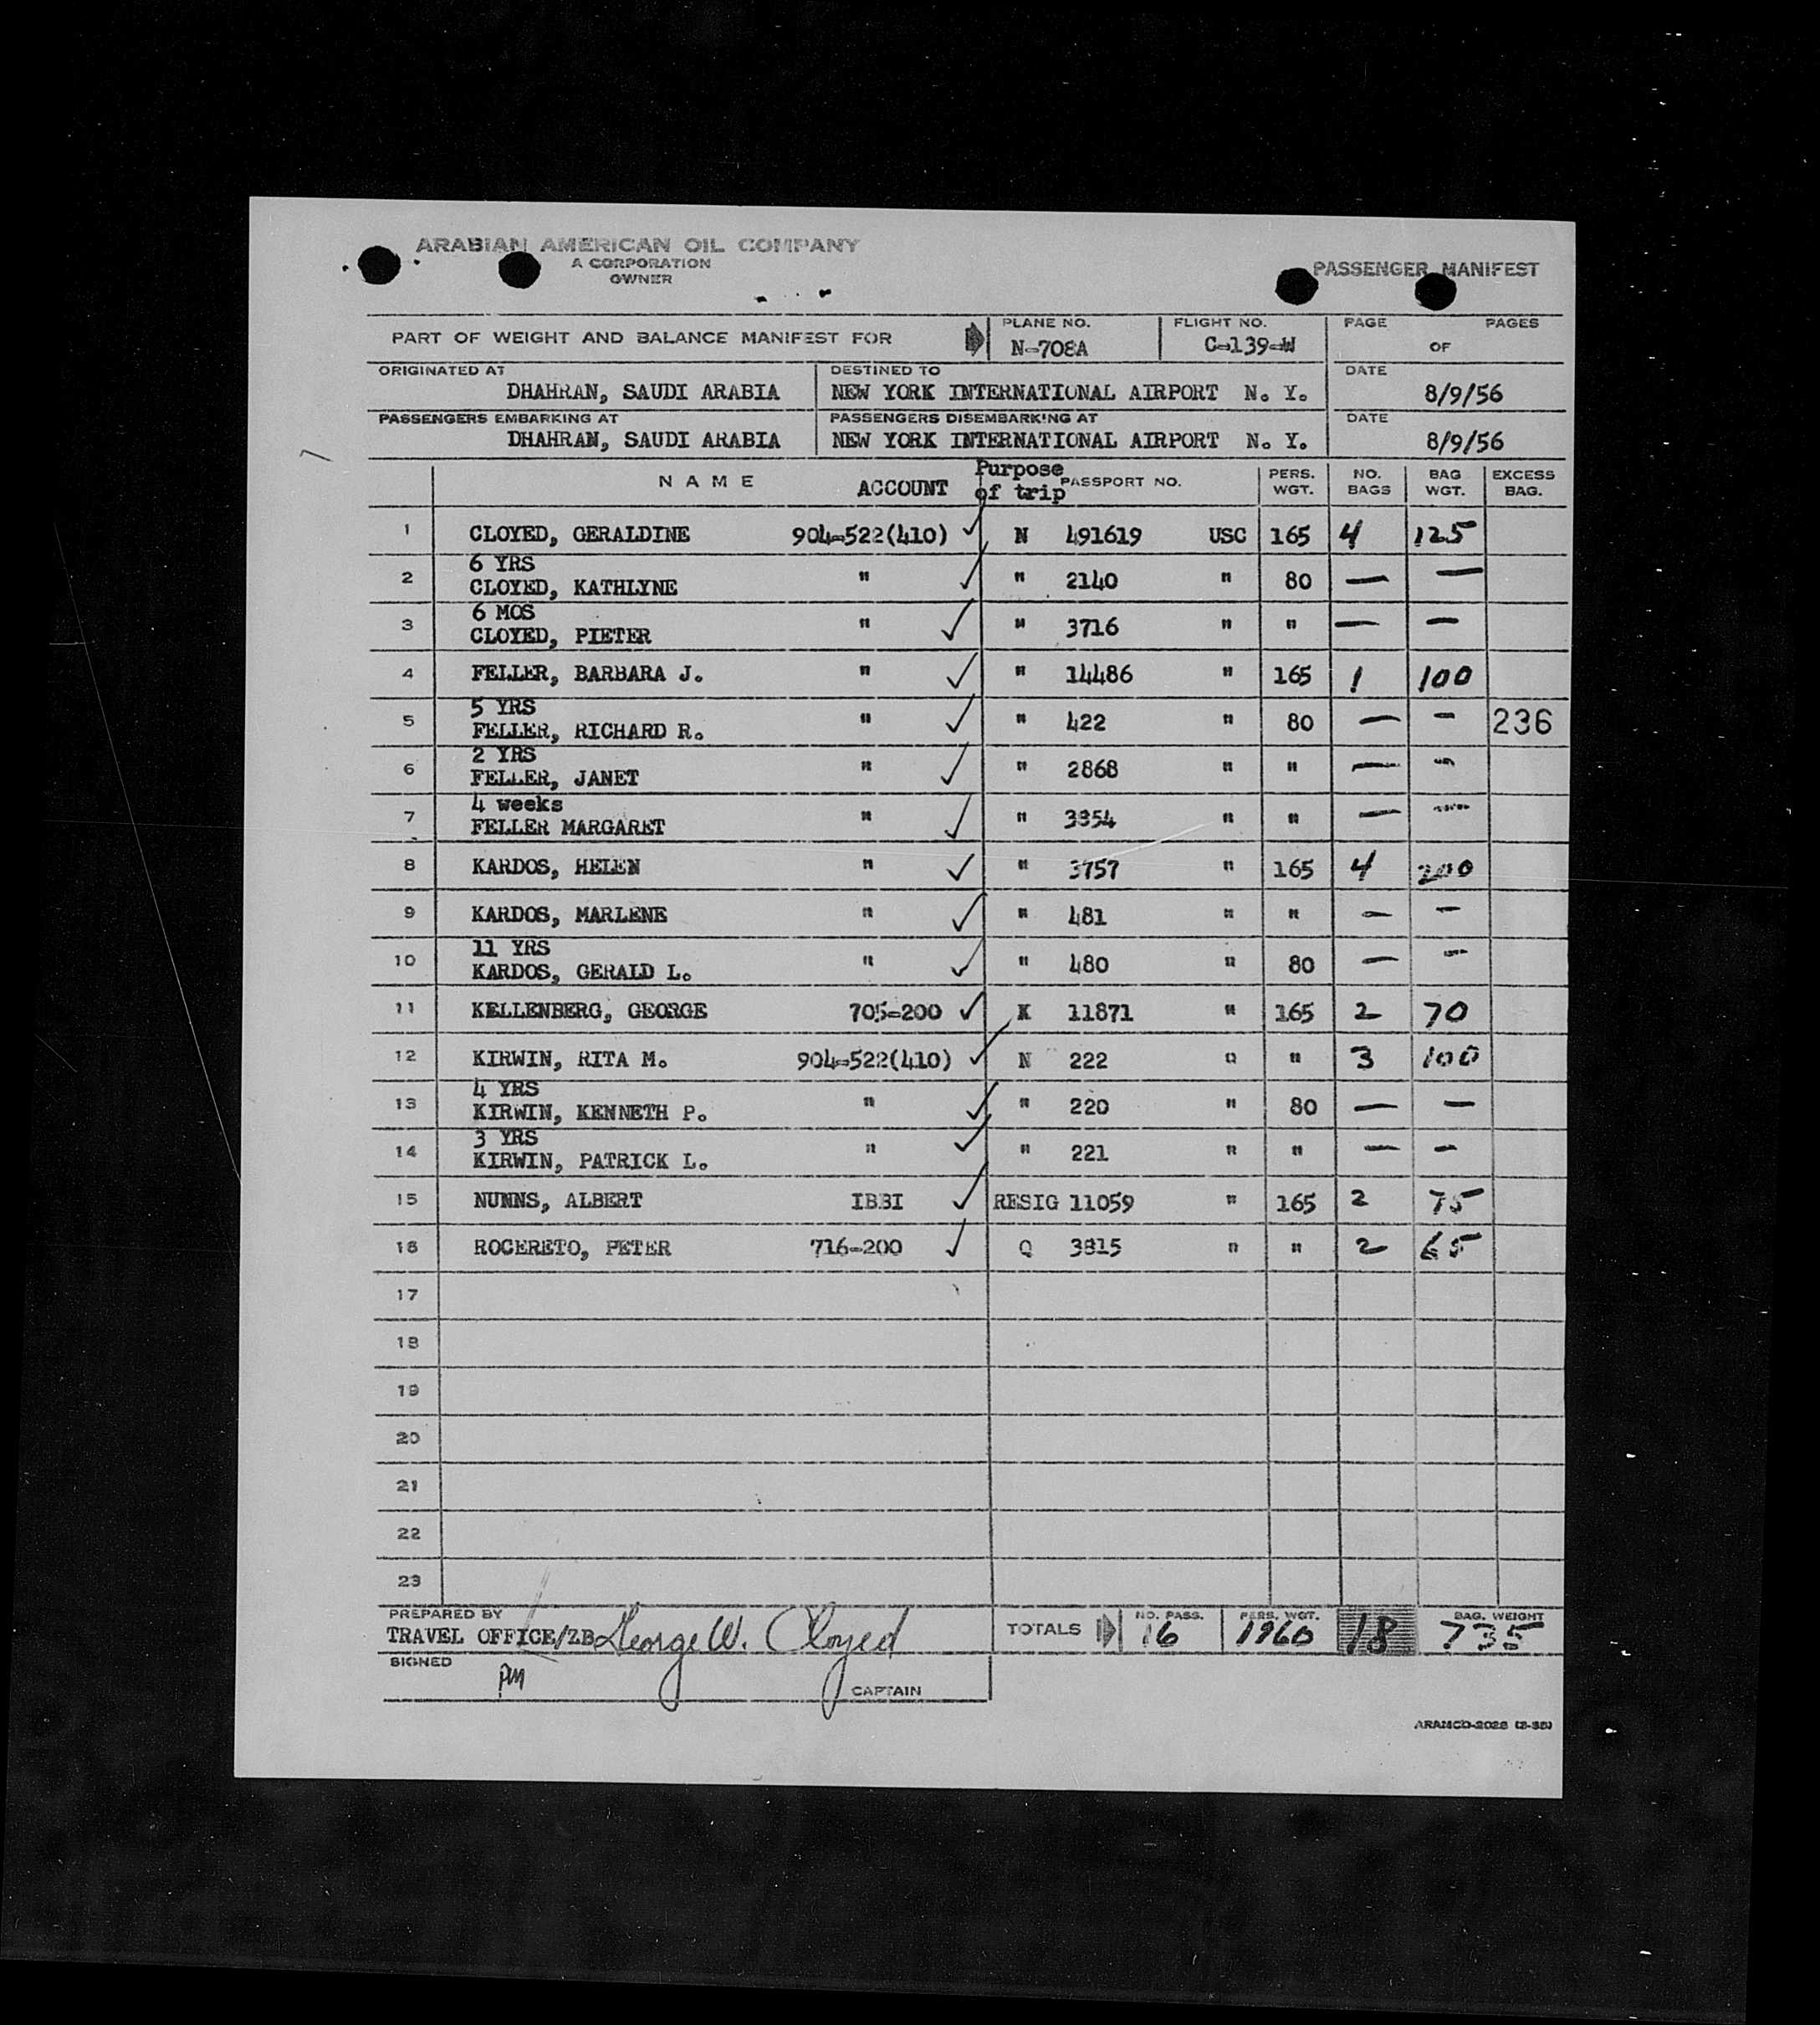 ARABIAN AMERICAN OIL COMPANY
A CORPORATION
OWNER
PASSENGER MANIFEST
PART OF WEIGHT AND BALANCE MANIFEST FOR PLANE NO. N-708A FLIGHT NO. C-139-W PAGE OF PAGES
ORIGINATED AT DESTINED TO DATE
DHAHRAN, SAUDI ARABIA NEW YORK INTERNATIONAL AIRPORT N. Y. 8/9/56
PASSENGERS EMBARKING AT PASSENGERS DISEMBARKING AT DATE
DHAHRAN, SAUDI ARABIA NEW YORK INTERNATIONAL AIRPORT N. Y. 8/9/56
NAME ACCOUNT Purpose of trip PASSPORT NO. PERS. WGT. NO. BAGS BAG WGT. EXCESS BAG.
1 CLOYED, GERALDINE 904-522(410) ✓ N 491619 USC 165 4 125
6 YRS
2 CLOYED, KATHLYNE " ✓ " 2140 " 80 — —
6 MOS
3 CLOYED, PIETER " ✓ " 3716 " " — —
4 FELLER, BARBARA J. " ✓ " 14486 " 165 1 100
5 YRS
5 FELLER, RICHARD R. " ✓ " 422 " 80 — — 236
2 YRS
6 FELLER, JANET " ✓ " 2868 " " — —
4 weeks
7 FELLER MARGARET " ✓ " 3854 " " — —
8 KARDOS, HELEN " ✓ " 3757 " 165 4 200
9 KARDOS, MARLENE " ✓ " 481 " " — —
11 YRS
10 KARDOS, GERALD L. " ✓ " 480 " 80 — —
11 KELLENBERG, GEORGE 705-200 ✓ K 11871 " 165 2 70
12 KIRWIN, RITA M. 904-522(410) ✓ N 222 " " 3 100
4 YRS
13 KIRWIN, KENNETH P. " ✓ " 220 " 80 — —
3 YRS
14 KIRWIN, PATRICK L. " ✓ " 221 " " — —
15 NUNNS, ALBERT IBBI ✓ RESIG 11059 " 165 2 75
16 ROCERETO, PETER 716-200 ✓ Q 3815 " " 2 65
17
18
19
20
21
22
23
PREPARED BY TOTALS NO. PASS. PERS. WGT. BAG. WEIGHT
TRAVEL OFFICE/ZB George W. Cloyed 16 1960 18 735
SIGNED PM CAPTAIN
ARAMCO-2028 (2-55)